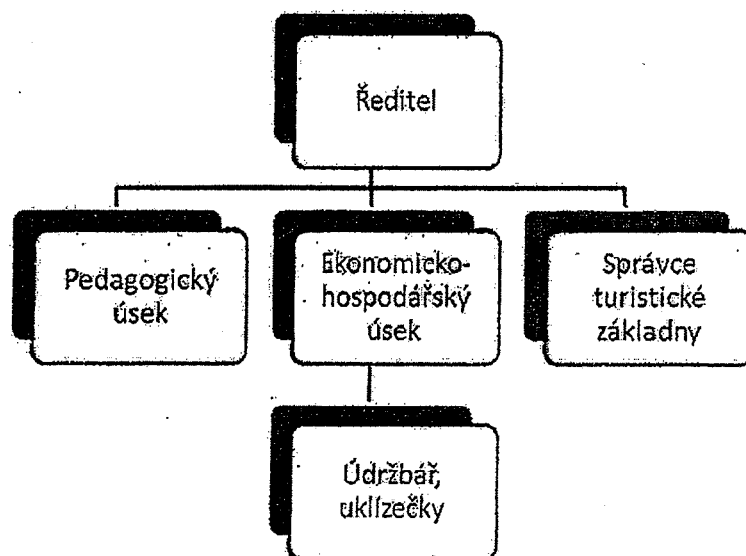 Ředitel
Pedagogický
úsek
Ekonomicko-
hospodářský
úsek
Správce
turistické
základny
Údržbář,
uklízečky